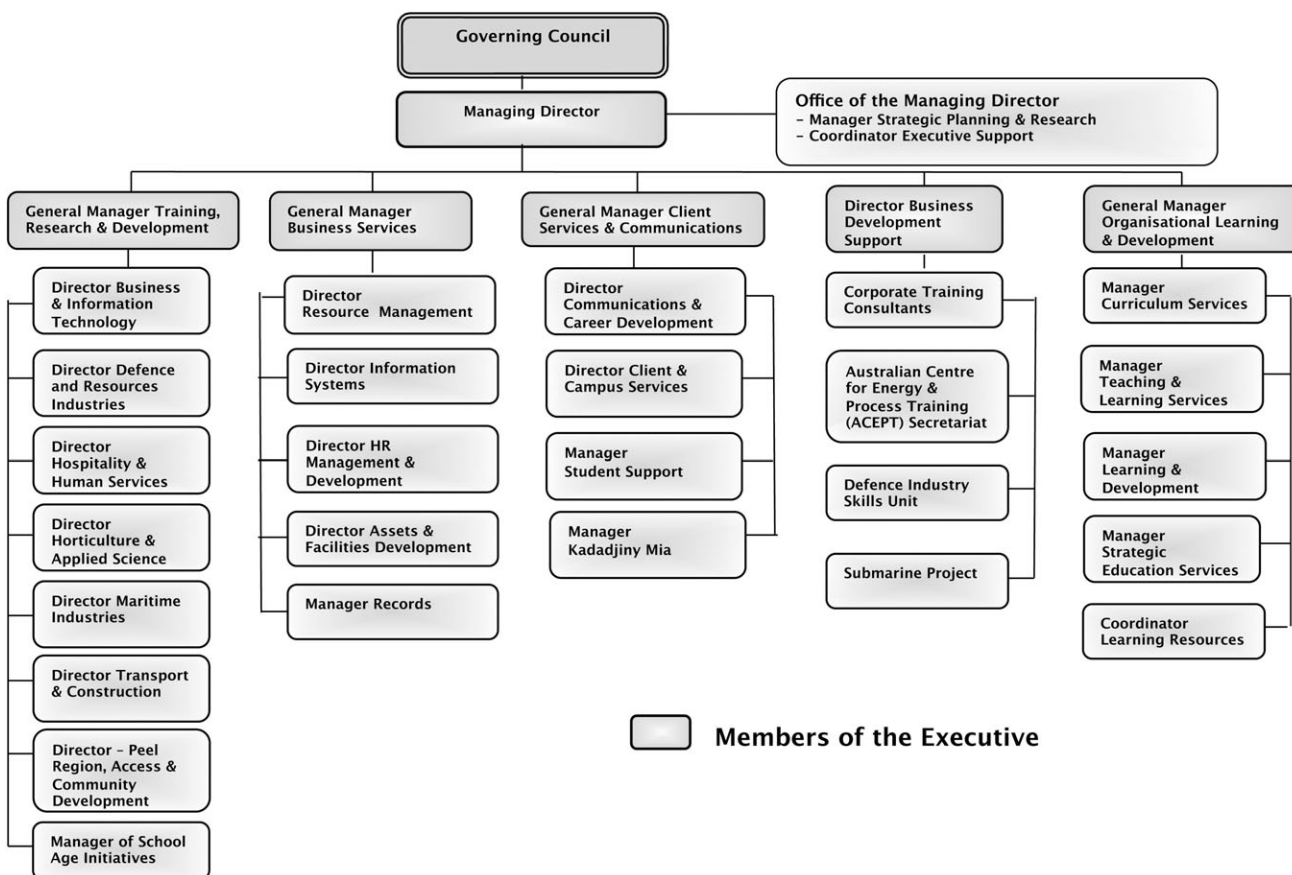 Governing Council
Managing Director
Office of the Managing Director
– Manager Strategic Planning & Research
– Coordinator Executive Support
General Manager Training,
Research & Development
General Manager
Business Services
General Manager Client
Services & Communications
Director Business
Development
Support
General Manager
Organisational Learning
& Development
Director Business
& Information
Technology
Director Defence
and Resources
Industries
Director
Hospitality &
Human Services
Director
Horticulture &
Applied Science
Director Maritime
Industries
Director Transport
& Construction
Director – Peel
Region, Access &
Community
Development
Manager of School
Age Initiatives
Director
Resource Management
Director Information
Systems
Director HR
Management &
Development
Director Assets &
Facilities Development
Manager Records
Director
Communications &
Career Development
Director Client &
Campus Services
Manager
Student Support
Manager
Kadadjiny Mia
Corporate Training
Consultants
Australian Centre
for Energy &
Process Training
(ACEPT) Secretariat
Defence Industry
Skills Unit
Submarine Project
Manager
Curriculum Services
Manager
Teaching &
Learning Services
Manager
Learning &
Development
Manager
Strategic
Education Services
Coordinator
Learning Resources
Members of the Executive